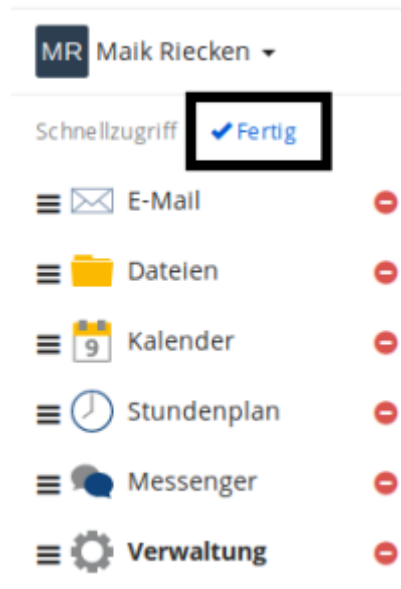 MR Maik Riecken
Schnellzugriff Fertig
E-Mail
Dateien
9 Kalender
Stundenplan
Messenger
Verwaltung